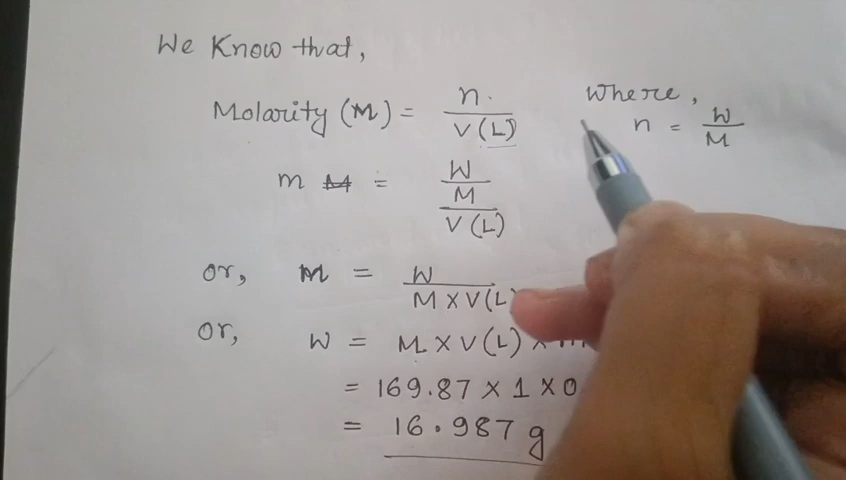 We Know that,
Molarity (M) = n / V(L) where,
n = W / M
m = W / M / V(L)
or, m = W / M X V(L)
or, W = M X V(L) X
= 169.87 X 1 X 0
= 16.987 g